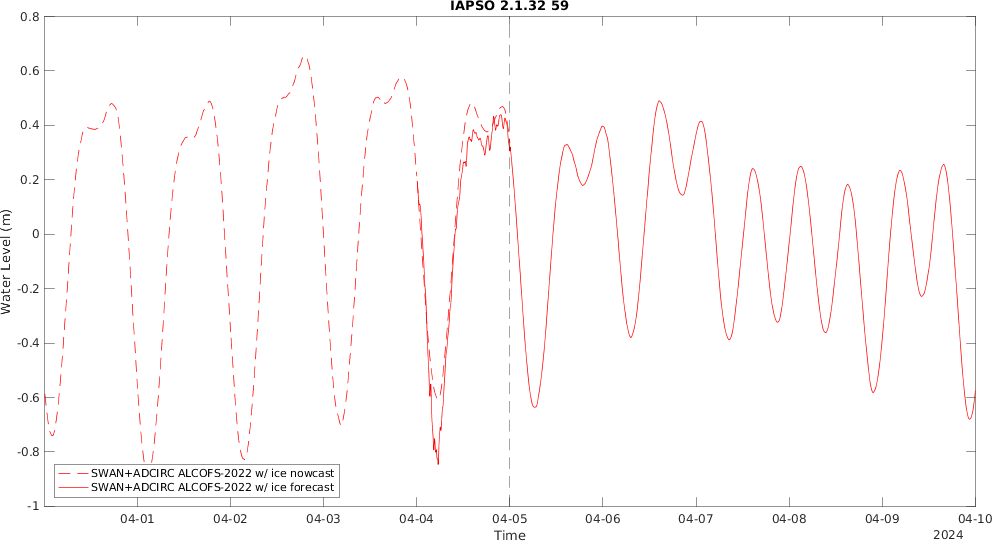 IAPSO 2.1.32 59
0.8
0.6
0.4
0.2
0
-0.2
-0.4
-0.6
-0.8
-1
Water Level (m)
SWAN+ADCIRC ALCOFS-2022 w/ ice nowcast
SWAN+ADCIRC ALCOFS-2022 w/ ice forecast
04-01 04-02 04-03 04-04 04-05 04-06 04-07 04-08 04-09 04-10
Time
2024